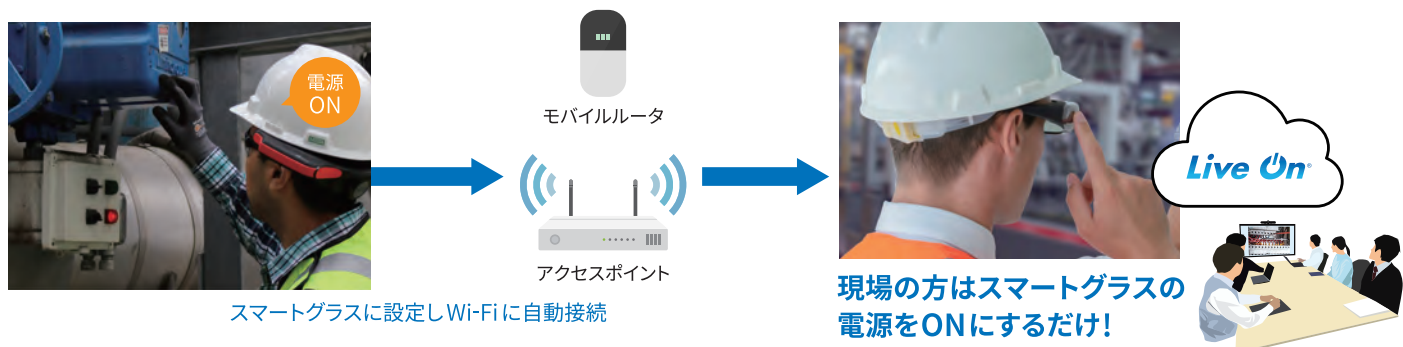 電源
ON
モバイルルータ
アクセスポイント
スマートグラスに設定しWi-Fiに自動接続
Live On®
現場の方はスマートグラスの
電源をONにするだけ！